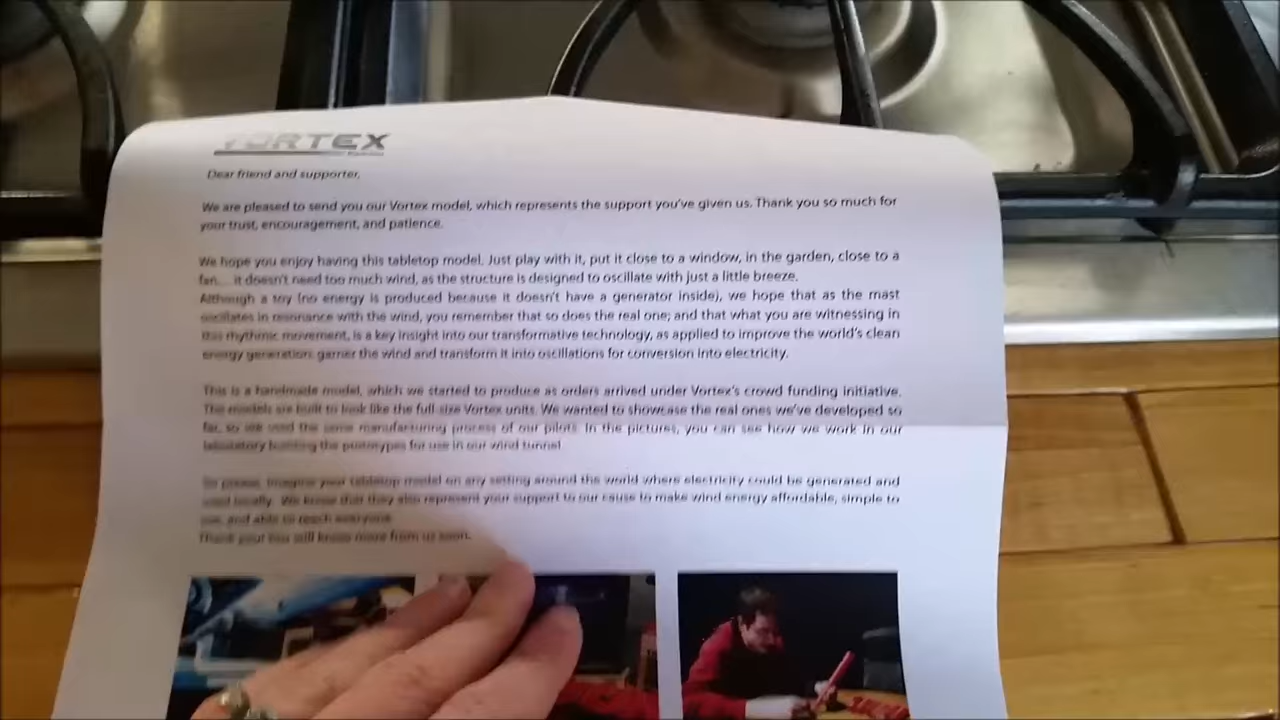 VORTEX
Dear friend and supporter,
We are pleased to send you our Vortex model, which represents the support you've given us. Thank you so much for
your trust, encouragement, and patience.
We hope you enjoy having this tabletop model. Just play with it, put it close to a window, in the garden, close to a
fan... it doesn't need too much wind, as the structure is designed to oscillate with just a little breeze.
Although a toy (no energy is produced because it doesn't have a generator inside), we hope that as the mast
oscillates in resonance with the wind, you remember that so does the real one; and that what you are witnessing in
this rhythmic movement, is a key insight into our transformative technology, as applied to improve the world's clean
energy generation: garner the wind and transform it into oscillations for conversion into electricity.
This is a handmade model, which we started to produce as orders arrived under Vortex's crowd funding initiative.
The models are built to look like the full size Vortex units. We wanted to showcase the real ones we've developed so
far, so we used the same manufacturing process of our pilots. In the pictures, you can see how we work in our
laboratory building the prototypes for use in our wind tunnel.
So please, imagine your tabletop model on any setting around the world where electricity could be generated and
used locally. We know that they also represent your support to our cause to make wind energy affordable, simple to
use, and able to reach everyone.
Thank you! You will know more from us soon.